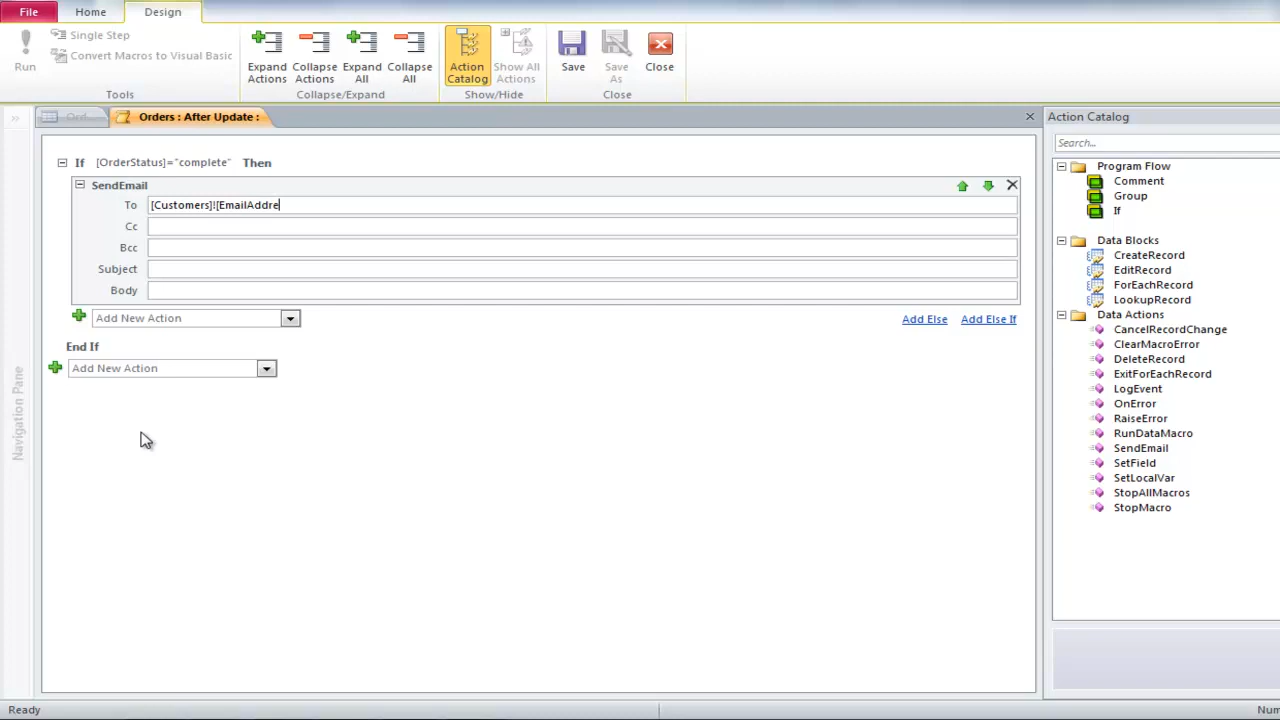 File Home Design
Run
Single Step
Convert Macros to Visual Basic
Tools
Expand Actions
Collapse Actions
Expand All
Collapse All
Collapse/Expand
Action Catalog
Show All Actions
Show/Hide
Save
Save As
Close
Close
» Ord... Orders : After Update :
If [OrderStatus]="complete" Then
SendEmail
To [Customers]![EmailAddre
Cc
Bcc
Subject
Body
Add New Action Add Else Add Else If
End If
Add New Action
Navigation Pane
Action Catalog
Search...
Program Flow
Comment
Group
If
Data Blocks
CreateRecord
EditRecord
ForEachRecord
LookupRecord
Data Actions
CancelRecordChange
ClearMacroError
DeleteRecord
ExitForEachRecord
LogEvent
OnError
RaiseError
RunDataMacro
SendEmail
SetField
SetLocalVar
StopAllMacros
StopMacro
Ready Num